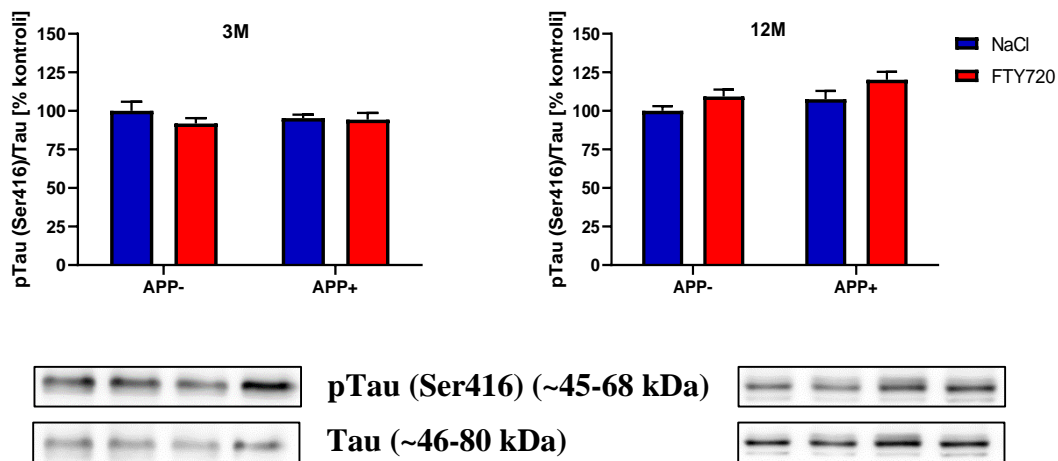 3M
pTau (Ser416)/Tau [% kontroli]
150
125
100
75
50
25
0
APP-
APP+
12M
pTau (Ser416)/Tau [% kontroli]
150
125
100
75
50
25
0
APP-
APP+
NaCl
FTY720
pTau (Ser416) (~45-68 kDa)
Tau (~46-80 kDa)